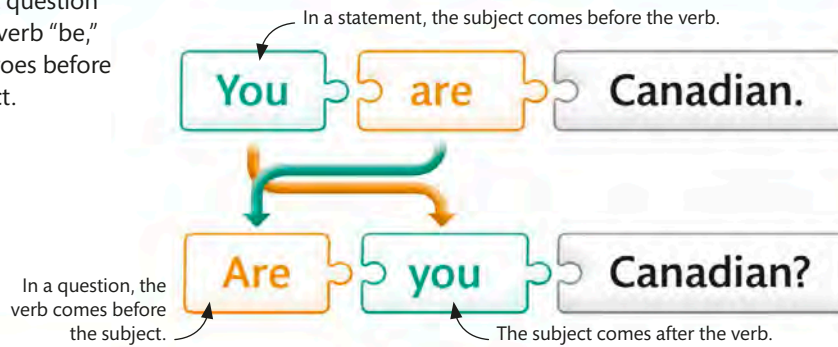 question
verb “be,”
oes before
ct.
In a statement, the subject comes before the verb.
You are Canadian.
Are you Canadian?
In a question, the
verb comes before
the subject.
The subject comes after the verb.